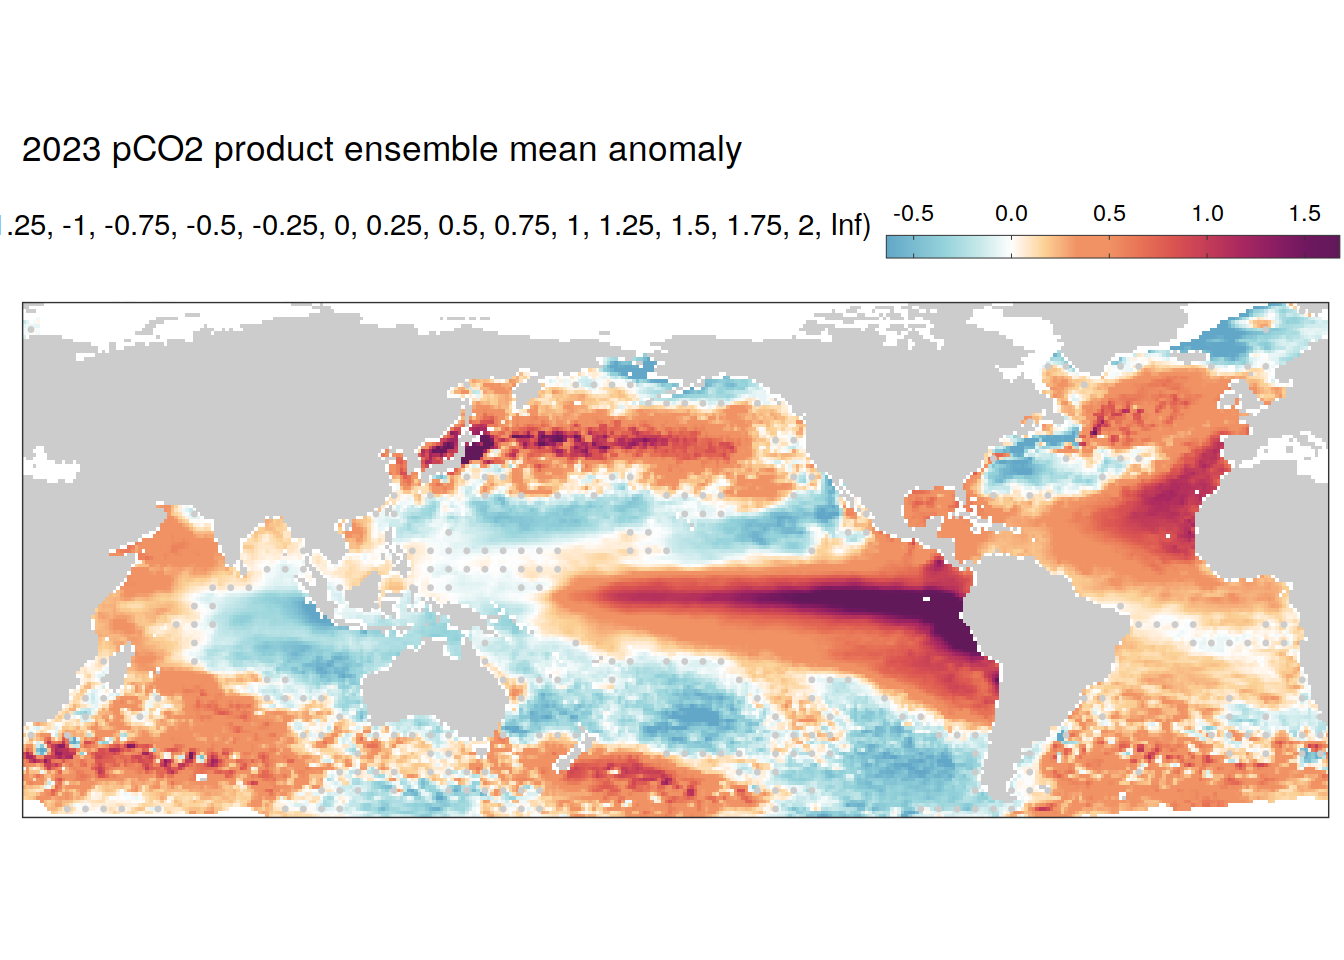 2023 pCO2 product ensemble mean anomaly
.25, -1, -0.75, -0.5, -0.25, 0, 0.25, 0.5, 0.75, 1, 1.25, 1.5, 1.75, 2, Inf)
-0.5 0.0 0.5 1.0 1.5